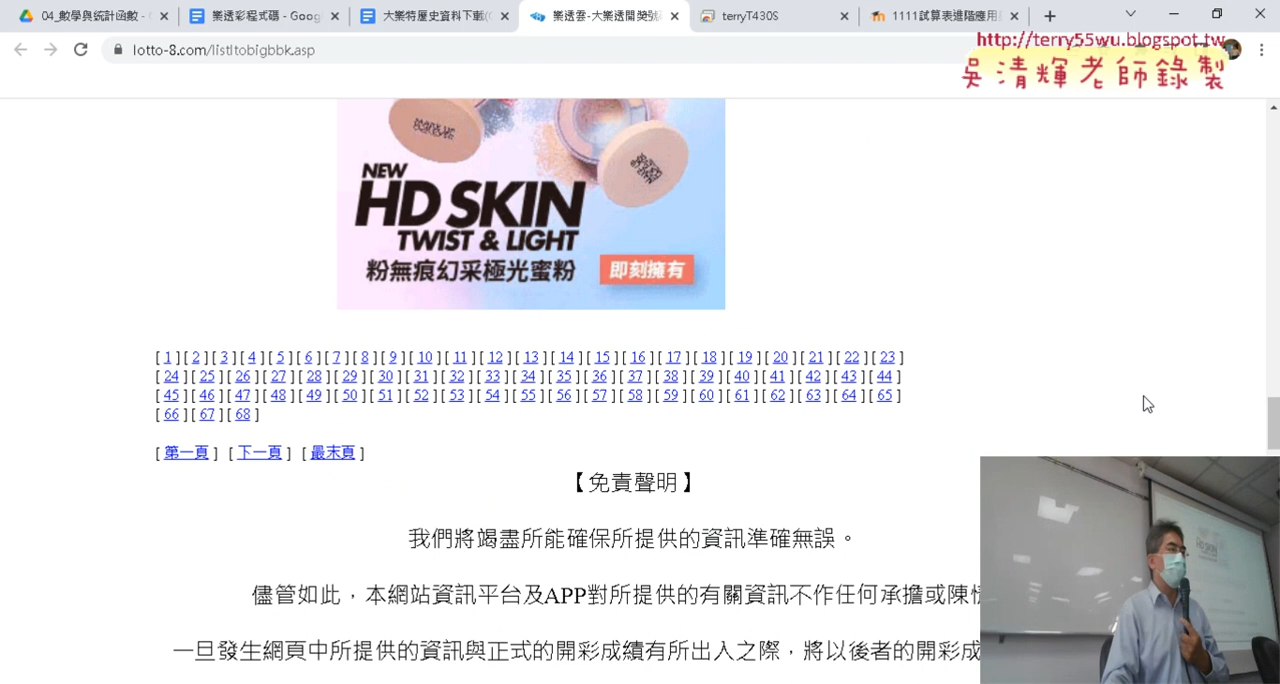 04_數學與統計函數 -
樂透彩程式碼 - Goog
大樂特屋史資料下載(
樂透雲-大樂透開獎號
terryT430S
1111試算表進階應用
lotto-8.com/listltobigbbk.asp
http://terry55wu.blogspot.tw
吳清輝老師錄製
NEW
HD SKIN
TWIST & LIGHT
粉無痕幻采極光蜜粉
即刻擁有
[ 1 ] [ 2 ] [ 3 ] [ 4 ] [ 5 ] [ 6 ] [ 7 ] [ 8 ] [ 9 ] [ 10 ] [ 11 ] [ 12 ] [ 13 ] [ 14 ] [ 15 ] [ 16 ] [ 17 ] [ 18 ] [ 19 ] [ 20 ] [ 21 ] [ 22 ] [ 23 ]
[ 24 ] [ 25 ] [ 26 ] [ 27 ] [ 28 ] [ 29 ] [ 30 ] [ 31 ] [ 32 ] [ 33 ] [ 34 ] [ 35 ] [ 36 ] [ 37 ] [ 38 ] [ 39 ] [ 40 ] [ 41 ] [ 42 ] [ 43 ] [ 44 ]
[ 45 ] [ 46 ] [ 47 ] [ 48 ] [ 49 ] [ 50 ] [ 51 ] [ 52 ] [ 53 ] [ 54 ] [ 55 ] [ 56 ] [ 57 ] [ 58 ] [ 59 ] [ 60 ] [ 61 ] [ 62 ] [ 63 ] [ 64 ] [ 65 ]
[ 66 ] [ 67 ] [ 68 ]
[ 第一頁 ] [ 下一頁 ] [ 最末頁 ]
【免責聲明】
我們將竭盡所能確保所提供的資訊準確無誤。
儘管如此，本網站資訊平台及APP對所提供的有關資訊不作任何承擔或陳
一旦發生網頁中所提供的資訊與正式的開彩成績有所出入之際，將以後者的開彩成